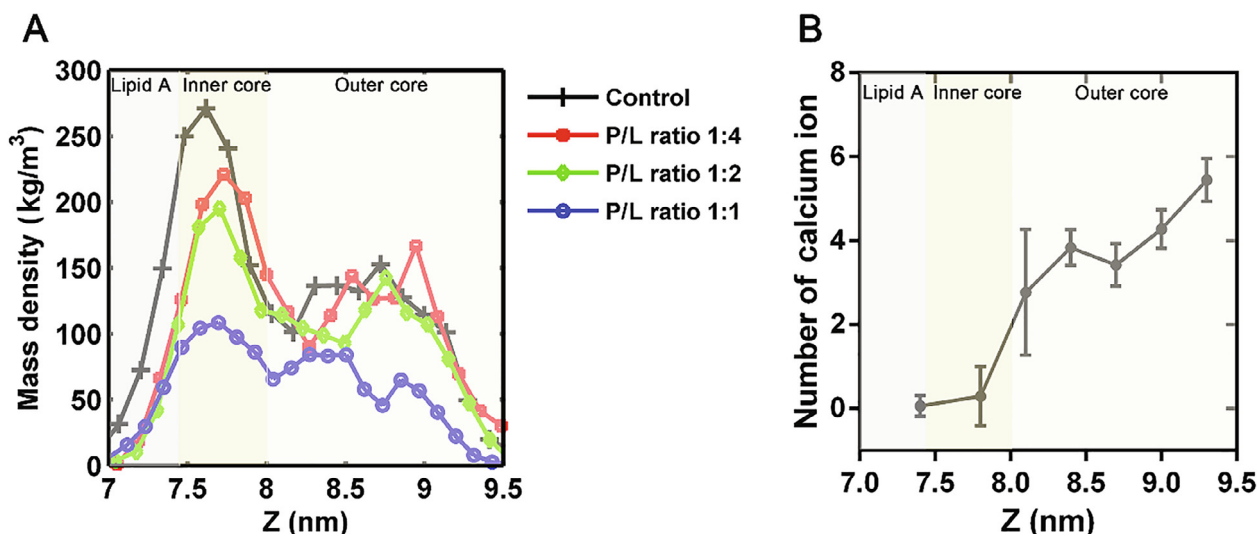 A
Mass density (kg/m³)
300
250
200
150
100
50
0
Lipid A
Inner core
Outer core
7
7.5
8
8.5
9
9.5
Z (nm)
Control
P/L ratio 1:4
P/L ratio 1:2
P/L ratio 1:1
B
Number of calcium ion
8
6
4
2
0
Lipid A
Inner core
Outer core
7.0
7.5
8.0
8.5
9.0
9.5
Z (nm)